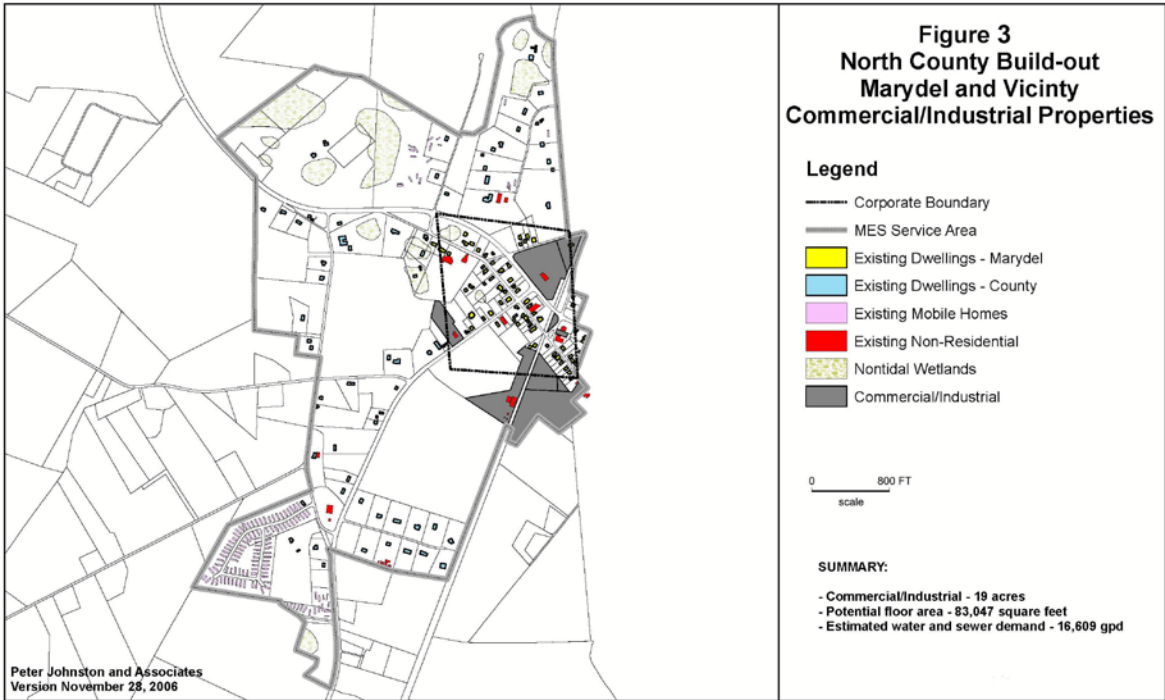 Figure 3
North County Build-out
Marydel and Vicinty
Commercial/Industrial Properties
Legend
Corporate Boundary
MES Service Area
Existing Dwellings - Marydel
Existing Dwellings - County
Existing Mobile Homes
Existing Non-Residential
Nontidal Wetlands
Commercial/Industrial
0 800 FT
scale
SUMMARY:
- Commercial/Industrial - 19 acres
- Potential floor area - 83,047 square feet
- Estimated water and sewer demand - 16,609 gpd
Peter Johnston and Associates
Version November 28, 2006